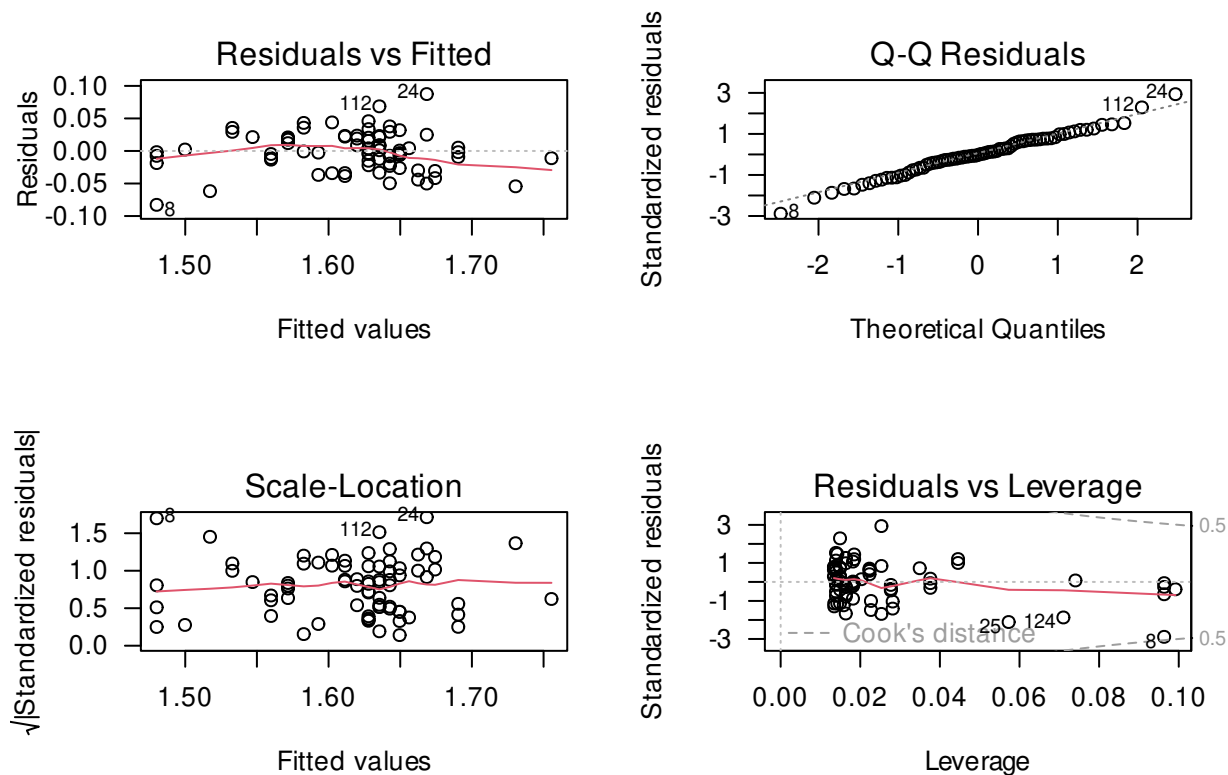 Residuals vs Fitted
Residuals
0.10
0.05
0.00
-0.05
-0.10
24
112
8
1.50 1.60 1.70
Fitted values
Q-Q Residuals
Standardized residuals
3
1
-1
-3
24
112
8
-2 -1 0 1 2
Theoretical Quantiles
Scale-Location
√|Standardized residuals|
1.5
1.0
0.5
0.0
8
112
24
1.50 1.60 1.70
Fitted values
Residuals vs Leverage
Standardized residuals
3
1
-1
-3
0.5
0.5
25
124
8
Cook's distance
0.00 0.02 0.04 0.06 0.08 0.10
Leverage